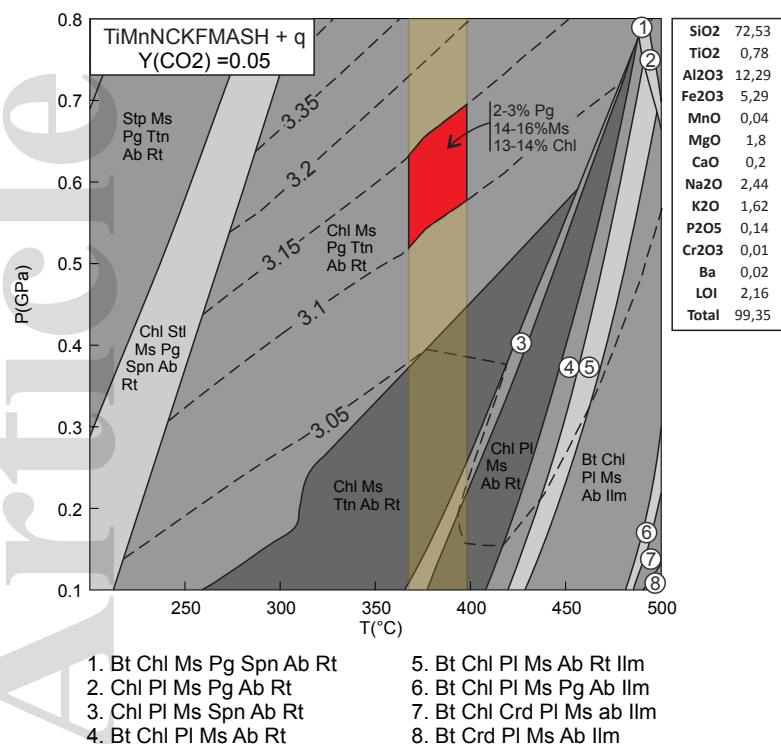 TiMnNCKFMASH + q
Y(CO2) =0.05
0.8
0.7
0.6
0.5
0.4
0.3
0.2
0.1
P(GPa)
250
300
350
400
450
500
T(°C)
Stp Ms
Pg Ttn
Ab Rt
Chl Stl
Ms Pg
Spn Ab
Rt
Chl Ms
Pg Ttn
Ab Rt
Chl Ms
Ttn Ab Rt
Chl Pl
Ms
Ab Rt
Bt Chl
Pl Ms
Ab Ilm
3.35
3.2
3.15
3.1
3.05
2-3% Pg
14-16%Ms
13-14% Chl
1
2
3
4
5
6
7
8
SiO2 72,53
TiO2 0,78
Al2O3 12,29
Fe2O3 5,29
MnO 0,04
MgO 1,8
CaO 0,2
Na2O 2,44
K2O 1,62
P2O5 0,14
Cr2O3 0,01
Ba 0,02
LOI 2,16
Total 99,35
1. Bt Chl Ms Pg Spn Ab Rt
2. Chl Pl Ms Pg Ab Rt
3. Chl Pl Ms Spn Ab Rt
4. Bt Chl Pl Ms Ab Rt
5. Bt Chl Pl Ms Ab Rt Ilm
6. Bt Chl Pl Ms Pg Ab Ilm
7. Bt Chl Crd Pl Ms ab Ilm
8. Bt Crd Pl Ms Ab Ilm
Article